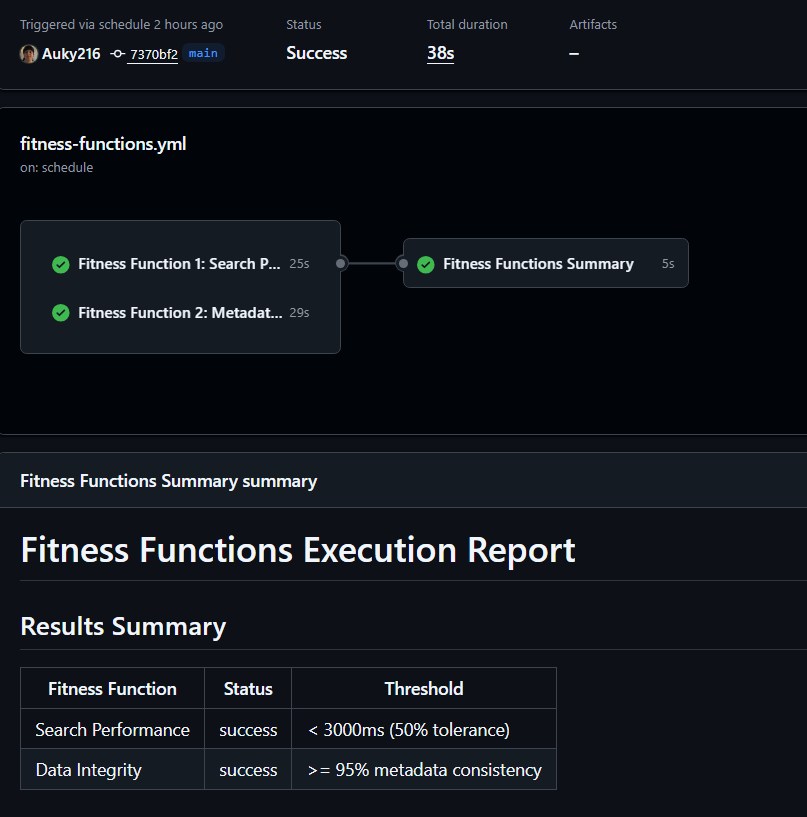 Triggered via schedule 2 hours ago
Status
Total duration
Artifacts
Auky216 7370bf2 main
Success
38s
–
fitness-functions.yml
on: schedule
Fitness Function 1: Search P... 25s
Fitness Function 2: Metadat... 29s
Fitness Functions Summary 5s
Fitness Functions Summary summary
Fitness Functions Execution Report
Results Summary
Fitness Function Status Threshold
Search Performance success < 3000ms (50% tolerance)
Data Integrity success >= 95% metadata consistency